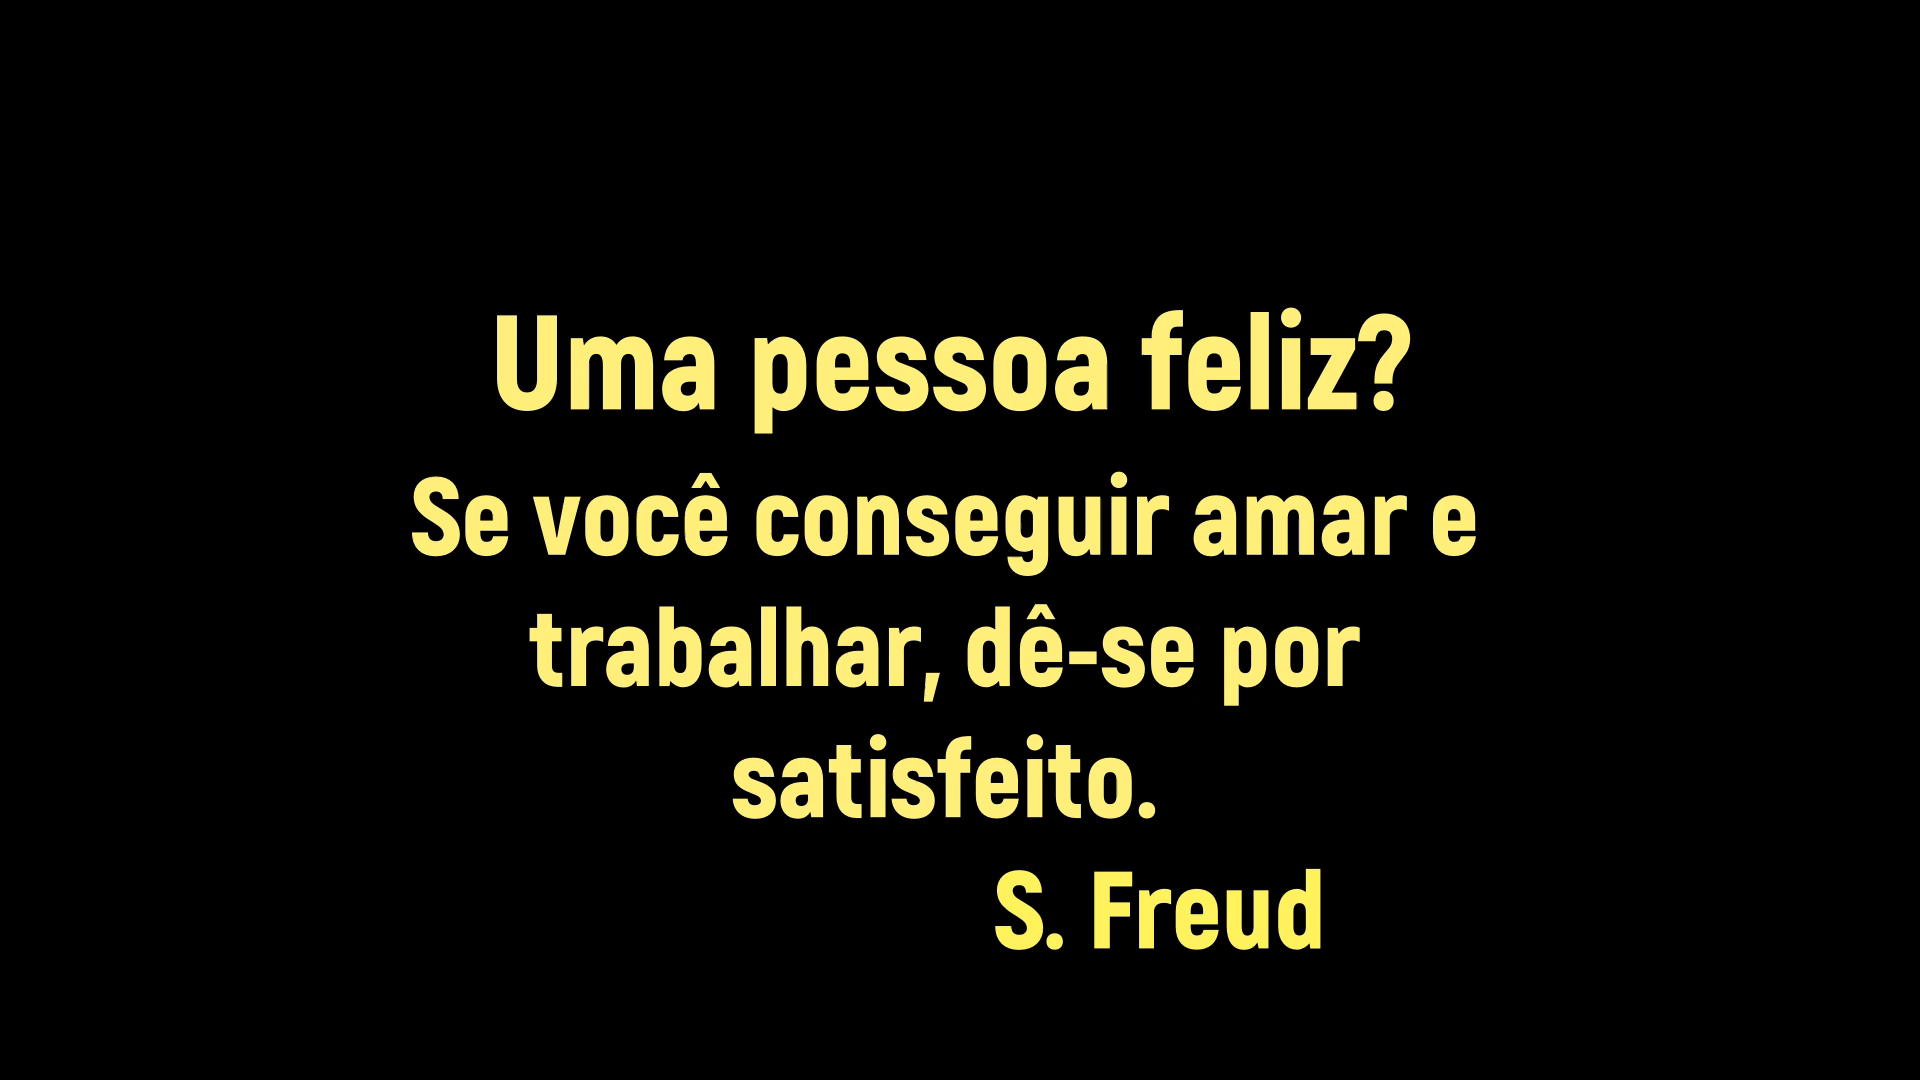 Uma pessoa feliz?
Se você conseguir amar e
trabalhar, dê-se por
satisfeito.
S. Freud